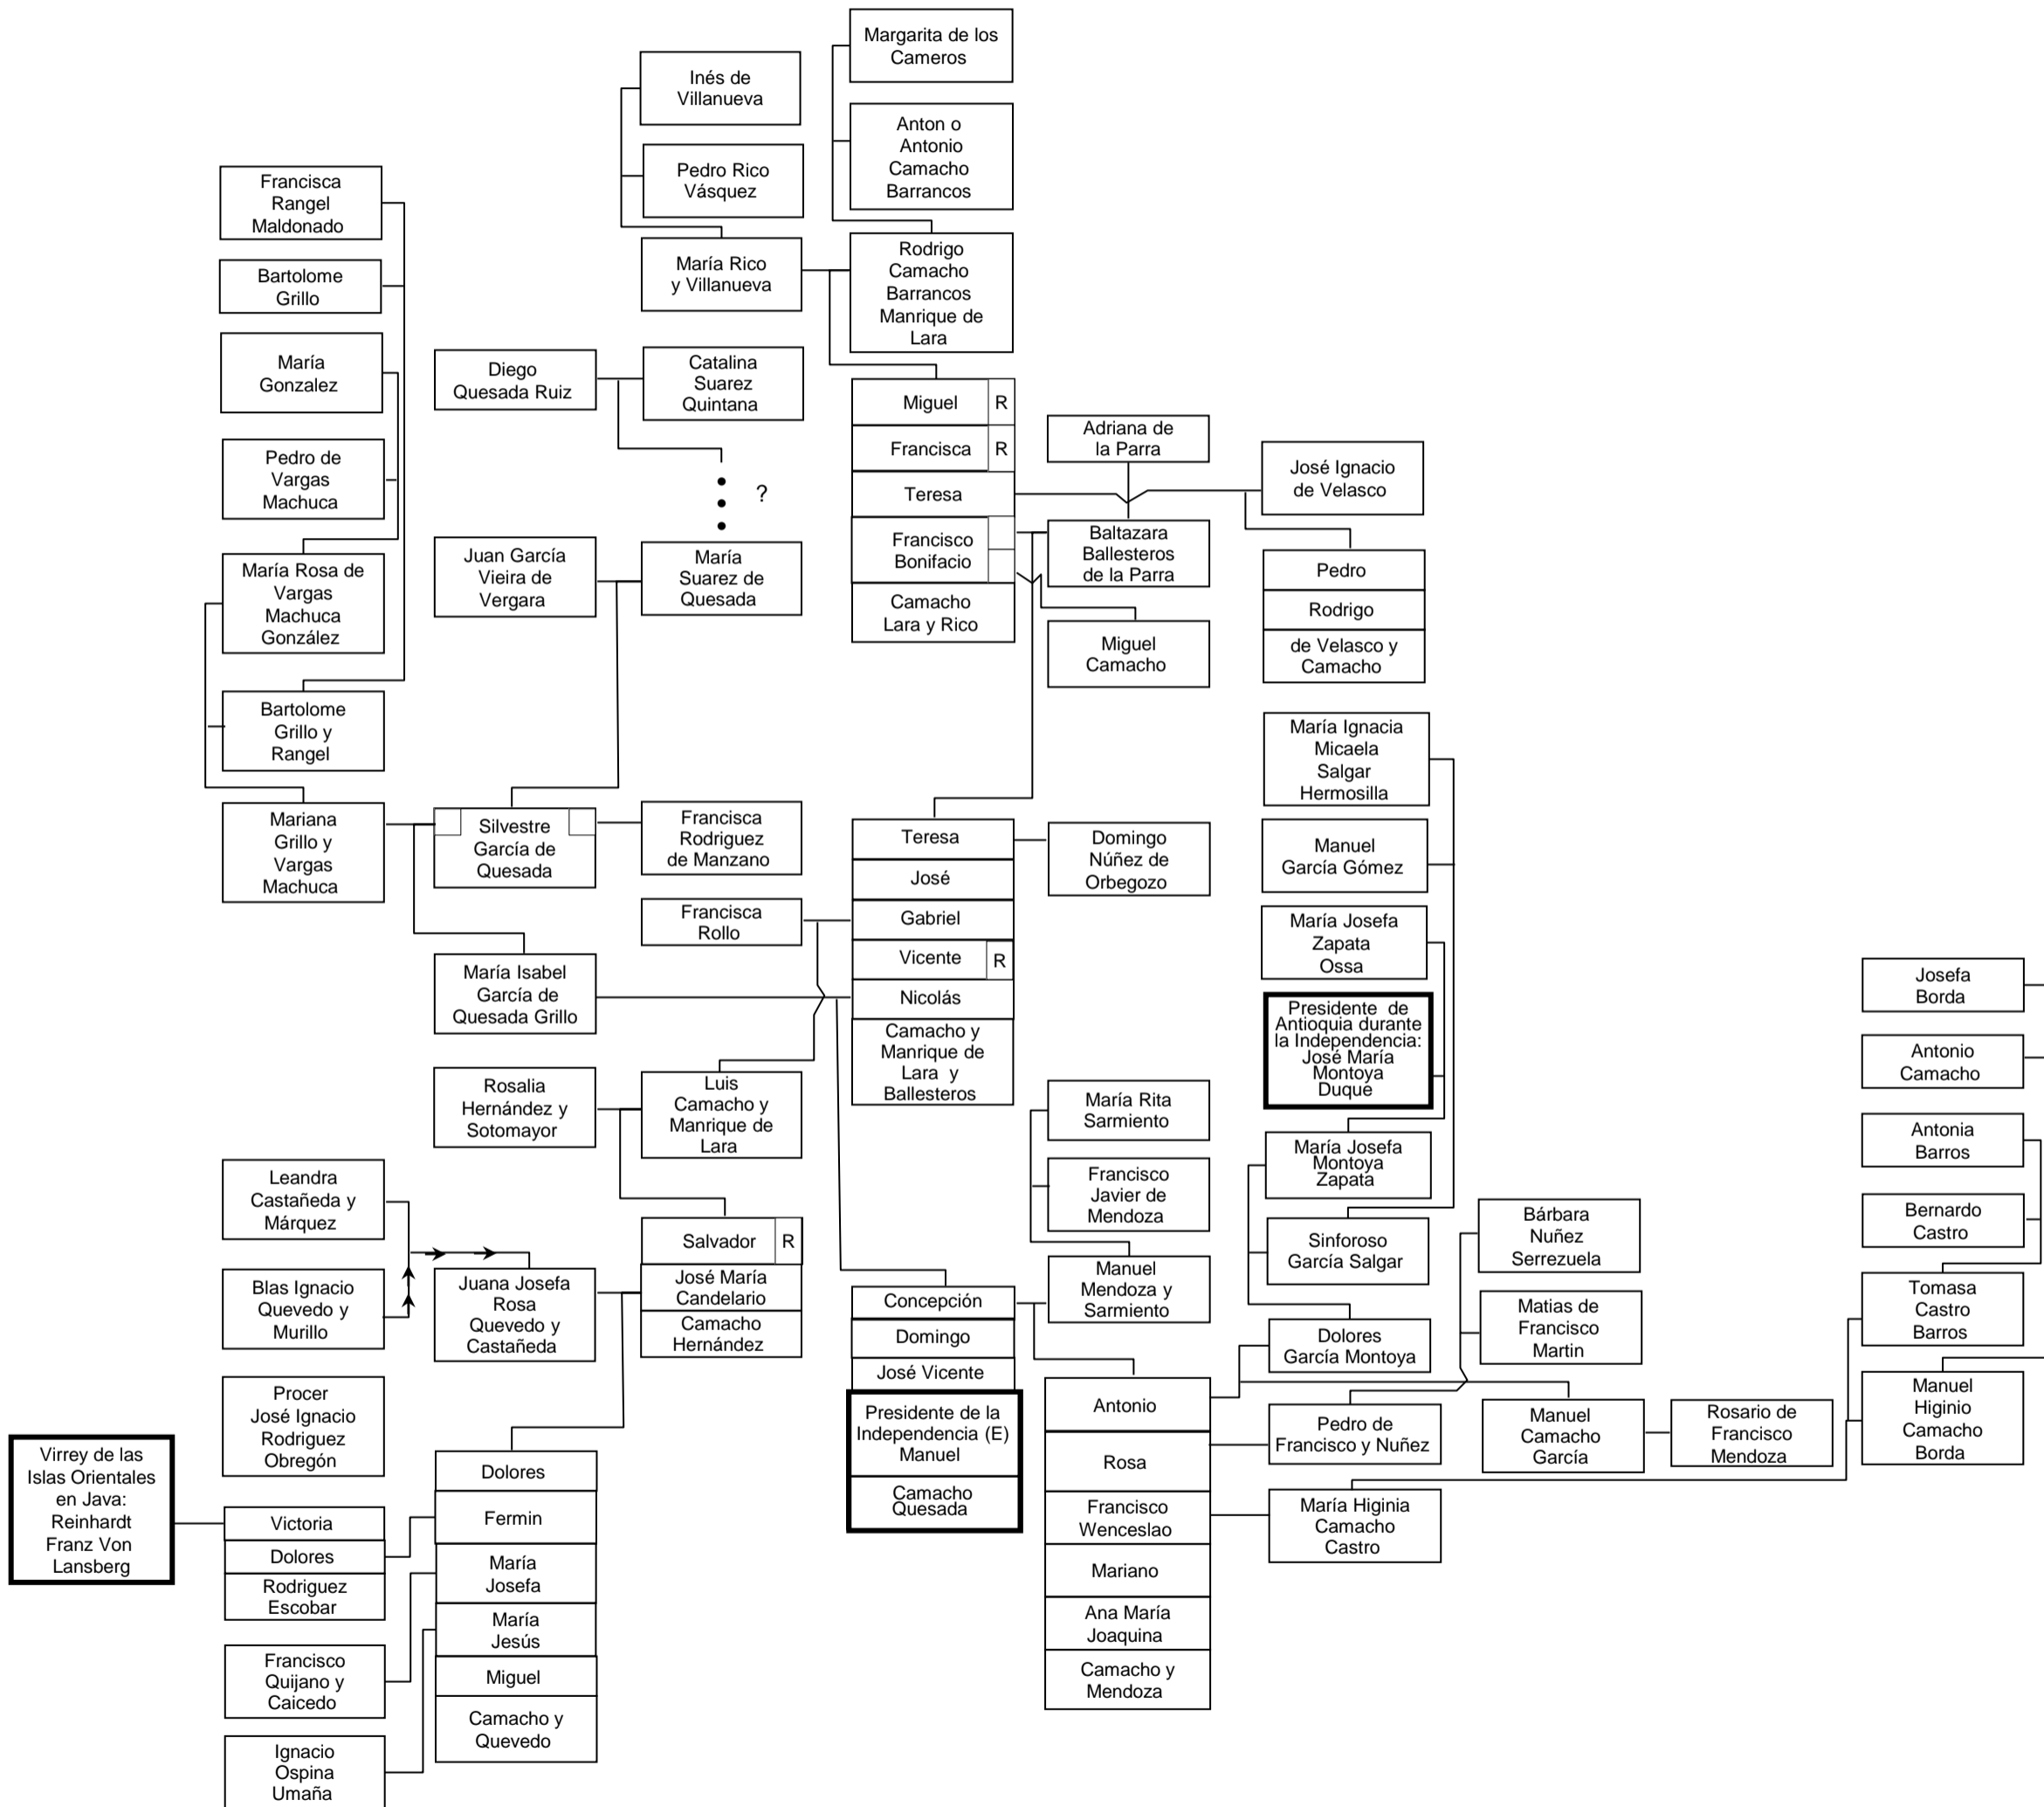 Margarita de los
Cameros
Inés de
Villanueva
Anton o
Antonio
Camacho
Barrancos
Pedro Rico
Vásquez
Francisca
Rangel
Maldonado
María Rico
y Villanueva
Rodrigo
Camacho
Barrancos
Manrique de
Lara
Bartolome
Grillo
María
Gonzalez
Diego
Quesada Ruiz
Catalina
Suarez
Quintana
Miguel
R
Francisca
R
Teresa
Francisco
Bonifacio
Camacho
Lara y Rico
Adriana de
la Parra
José Ignacio
de Velasco
Pedro de
Vargas
Machuca
?
Baltazara
Ballesteros
de la Parra
Juan García
Vieira de
Vergara
María
Suarez de
Quesada
María Rosa de
Vargas
Machuca
González
Pedro
Rodrigo
de Velasco y
Camacho
Miguel
Camacho
Bartolome
Grillo y
Rangel
María Ignacia
Micaela
Salgar
Hermosilla
Mariana
Grillo y
Vargas
Machuca
Silvestre
García de
Quesada
Francisca
Rodriguez
de Manzano
Teresa
José
Gabriel
Vicente
R
Nicolás
Camacho y
Manrique de
Lara y
Ballesteros
Domingo
Núñez de
Orbegozo
Manuel
García Gómez
Francisca
Rollo
María Josefa
Zapata
Ossa
María Isabel
García de
Quesada Grillo
Josefa
Borda
Presidente de
Antioquia durante
la Independencia:
José María
Montoya
Duque
Antonio
Camacho
Rosalia
Hernández y
Sotomayor
Luis
Camacho y
Manrique de
Lara
María Rita
Sarmiento
Antonia
Barros
María Josefa
Montoya
Zapata
Leandra
Castañeda y
Márquez
Francisco
Javier de
Mendoza
Bernardo
Castro
Bárbara
Nuñez
Serrezuela
Salvador
R
José María
Candelario
Camacho
Hernández
Sinforoso
García Salgar
Blas Ignacio
Quevedo y
Murillo
Juana Josefa
Rosa
Quevedo y
Castañeda
Manuel
Mendoza y
Sarmiento
Tomasa
Castro
Barros
Concepción
Domingo
José Vicente
Presidente de la
Independencia (E)
Manuel
Camacho
Quesada
Matias de
Francisco
Martin
Dolores
García Montoya
Procer
José Ignacio
Rodriguez
Obregón
Antonio
Rosa
Francisco
Wenceslao
Mariano
Ana María
Joaquina
Camacho y
Mendoza
Manuel
Higinio
Camacho
Borda
Pedro de
Francisco y Nuñez
Manuel
Camacho
García
Rosario de
Francisco
Mendoza
Virrey de las
Islas Orientales
en Java:
Reinhardt
Franz Von
Lansberg
Dolores
Fermin
María
Josefa
María
Jesús
Miguel
Camacho y
Quevedo
María Higinia
Camacho
Castro
Victoria
Dolores
Rodriguez
Escobar
Francisco
Quijano y
Caicedo
Ignacio
Ospina
Umaña